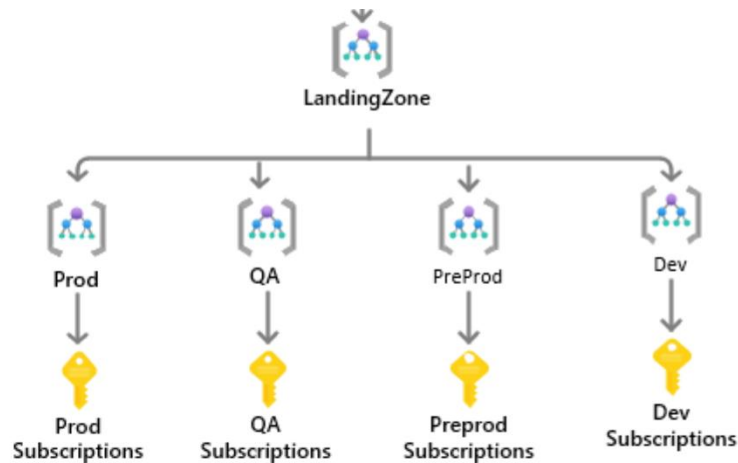 LandingZone
Prod
QA
PreProd
Dev
Prod
Subscriptions
QA
Subscriptions
Preprod
Subscriptions
Dev
Subscriptions